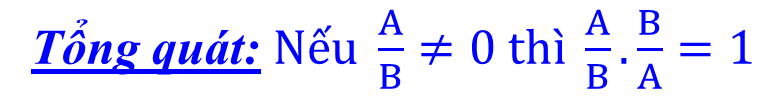 Tổng quát: Nếu A/B ≠ 0 thì A/B . B/A = 1